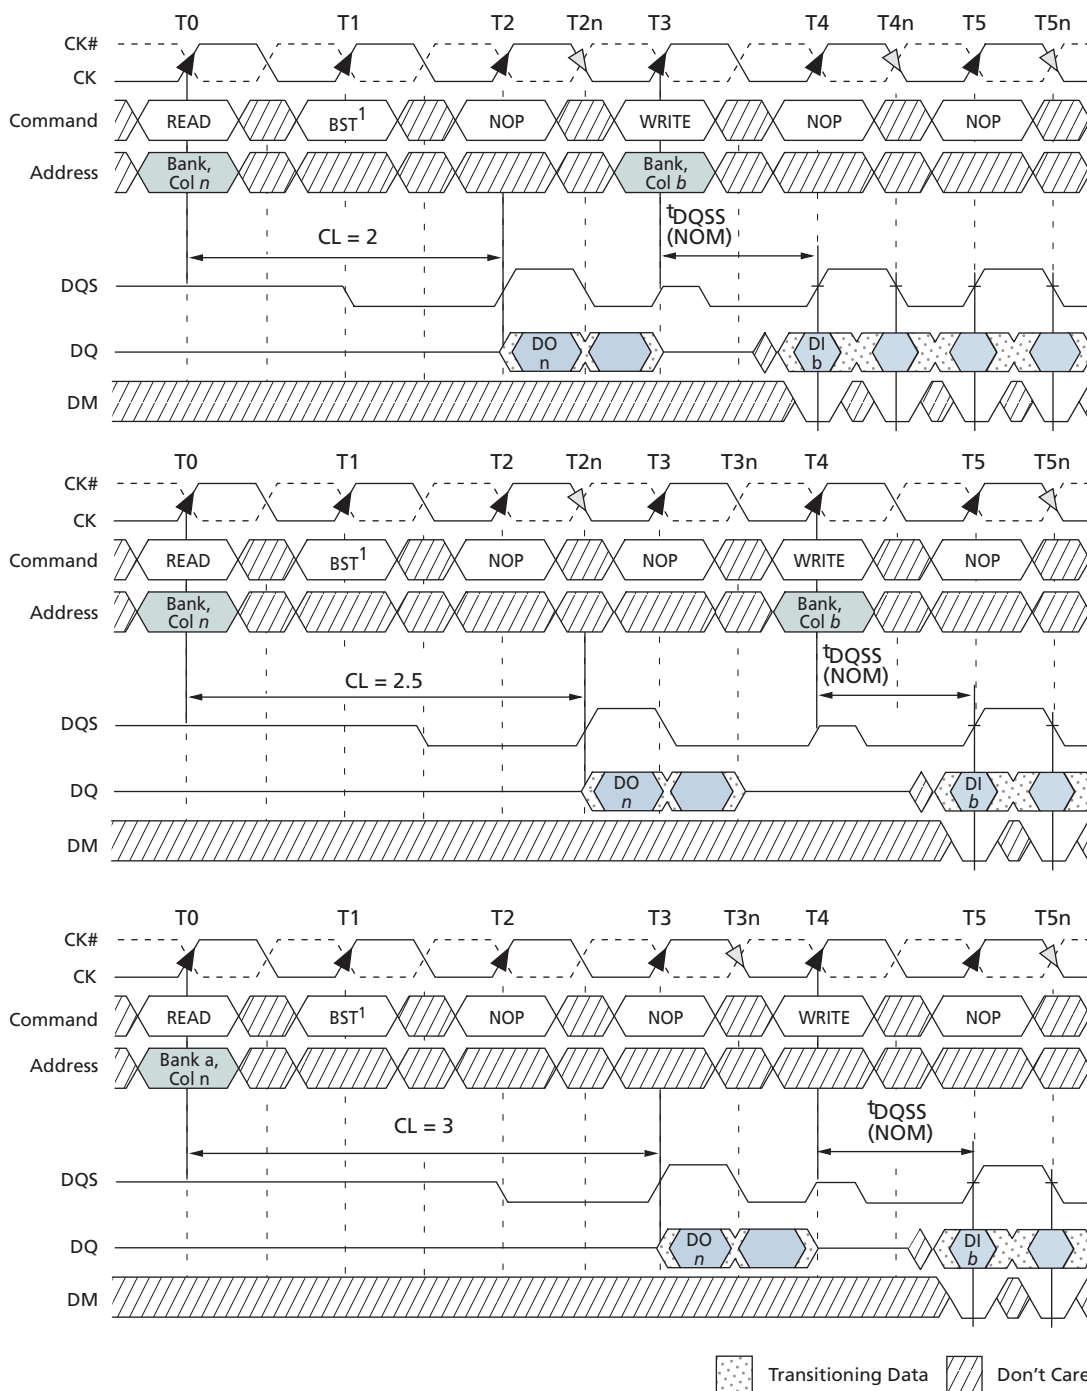 T0 T1 T2 T2n T3 T4 T4n T5 T5n
CK#
CK
Command READ BST1 NOP WRITE NOP NOP
Address Bank, Col n Bank, Col b
CL = 2 tDQSS (NOM)
DQS
DQ DO n DI b
DM
T0 T1 T2 T2n T3 T3n T4 T5 T5n
CK#
CK
Command READ BST1 NOP NOP WRITE NOP
Address Bank, Col n Bank, Col b
CL = 2.5 tDQSS (NOM)
DQS
DQ DO n DI b
DM
T0 T1 T2 T3 T3n T4 T5 T5n
CK#
CK
Command READ BST1 NOP NOP WRITE NOP
Address Bank a, Col n
CL = 3 tDQSS (NOM)
DQS
DQ DO n DI b
DM
Transitioning Data Don't Care